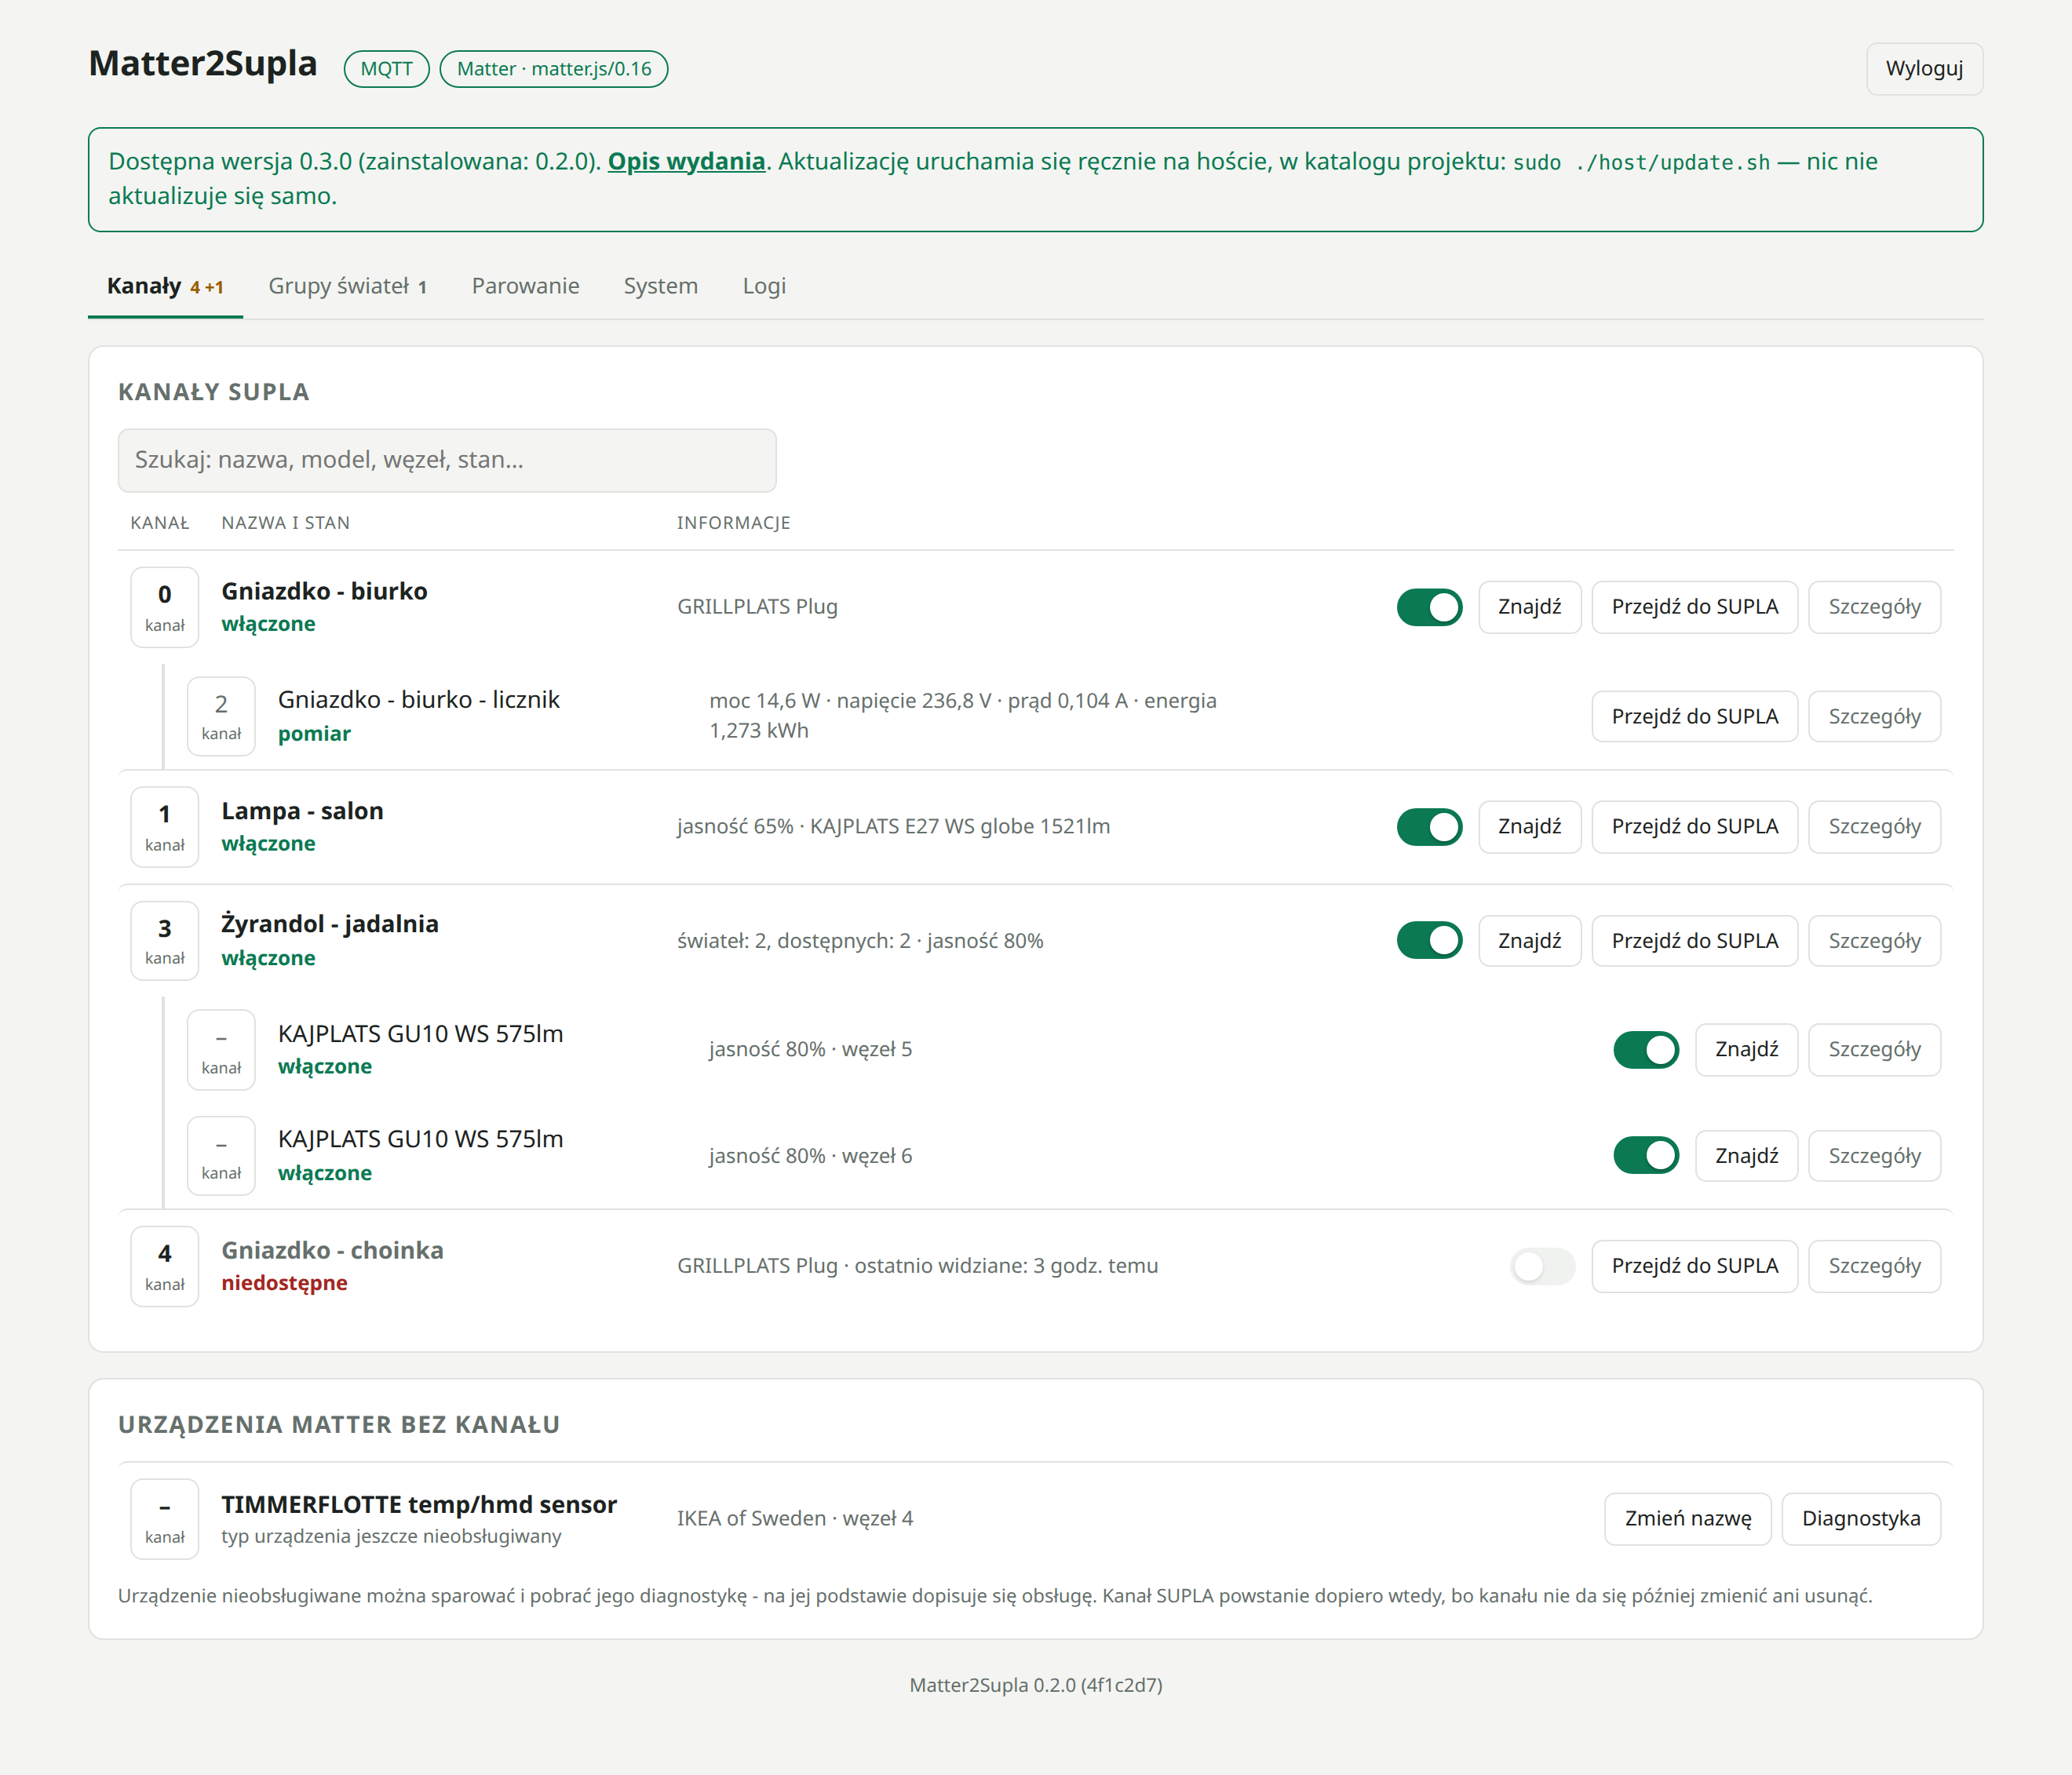 Matter2Supla
MQTT
Matter · matter.js/0.16
Wyloguj
Dostępna wersja 0.3.0 (zainstalowana: 0.2.0). Opis wydania. Aktualizację uruchamia się ręcznie na hoście, w katalogu projektu: sudo ./host/update.sh — nic nie
aktualizuje się samo.
Kanały 4 +1
Grupy świateł 1
Parowanie
System
Logi
KANAŁY SUPLA
Szukaj: nazwa, model, węzeł, stan...
KANAŁ NAZWA I STAN INFORMACJE
0
kanał
Gniazdko - biurko
włączone
GRILLPLATS Plug
Znajdź
Przejdź do SUPLA
Szczegóły
2
kanał
Gniazdko - biurko - licznik
pomiar
moc 14,6 W · napięcie 236,8 V · prąd 0,104 A · energia
1,273 kWh
Przejdź do SUPLA
Szczegóły
1
kanał
Lampa - salon
włączone
jasność 65% · KAJPLATS E27 WS globe 1521lm
Znajdź
Przejdź do SUPLA
Szczegóły
3
kanał
Żyrandol - jadalnia
włączone
świateł: 2, dostępnych: 2 · jasność 80%
Znajdź
Przejdź do SUPLA
Szczegóły
–
kanał
KAJPLATS GU10 WS 575lm
włączone
jasność 80% · węzeł 5
Znajdź
Szczegóły
–
kanał
KAJPLATS GU10 WS 575lm
włączone
jasność 80% · węzeł 6
Znajdź
Szczegóły
4
kanał
Gniazdko - choinka
niedostępne
GRILLPLATS Plug · ostatnio widziane: 3 godz. temu
Przejdź do SUPLA
Szczegóły
URZĄDZENIA MATTER BEZ KANAŁU
–
kanał
TIMMERFLOTTE temp/hmd sensor
typ urządzenia jeszcze nieobsługiwany
IKEA of Sweden · węzeł 4
Zmień nazwę
Diagnostyka
Urządzenie nieobsługiwane można sparować i pobrać jego diagnostykę - na jej podstawie dopisuje się obsługę. Kanał SUPLA powstanie dopiero wtedy, bo kanału nie da się później zmienić ani usunąć.
Matter2Supla 0.2.0 (4f1c2d7)